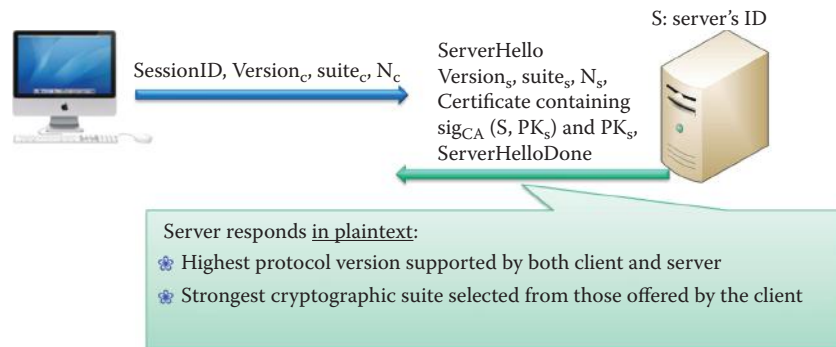 S: server's ID
SessionID, Version_c, suite_c, N_c
ServerHello
Version_s, suite_s, N_s,
Certificate containing
sig_CA (S, PK_s) and PK_s,
ServerHelloDone
Server responds in plaintext:
Highest protocol version supported by both client and server
Strongest cryptographic suite selected from those offered by the client